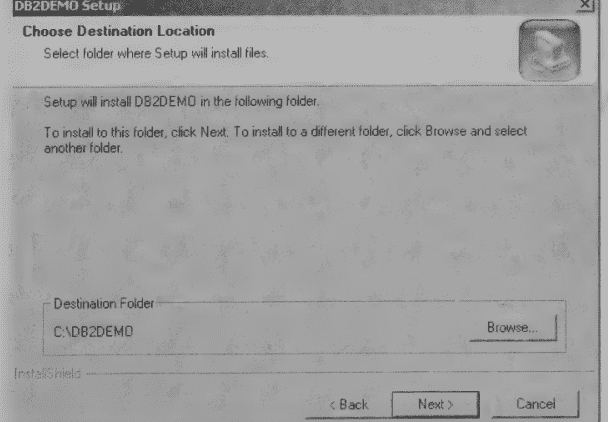 DB2DEMO Setup
Choose Destination Location
Select folder where Setup will install files.
Setup will install DB2DEMO in the following folder.
To install to this folder, click Next. To install to a different folder, click Browse and select
another folder.
Destination Folder
C:\DB2DEMO
Browse...
InstallShield
< Back
Next >
Cancel